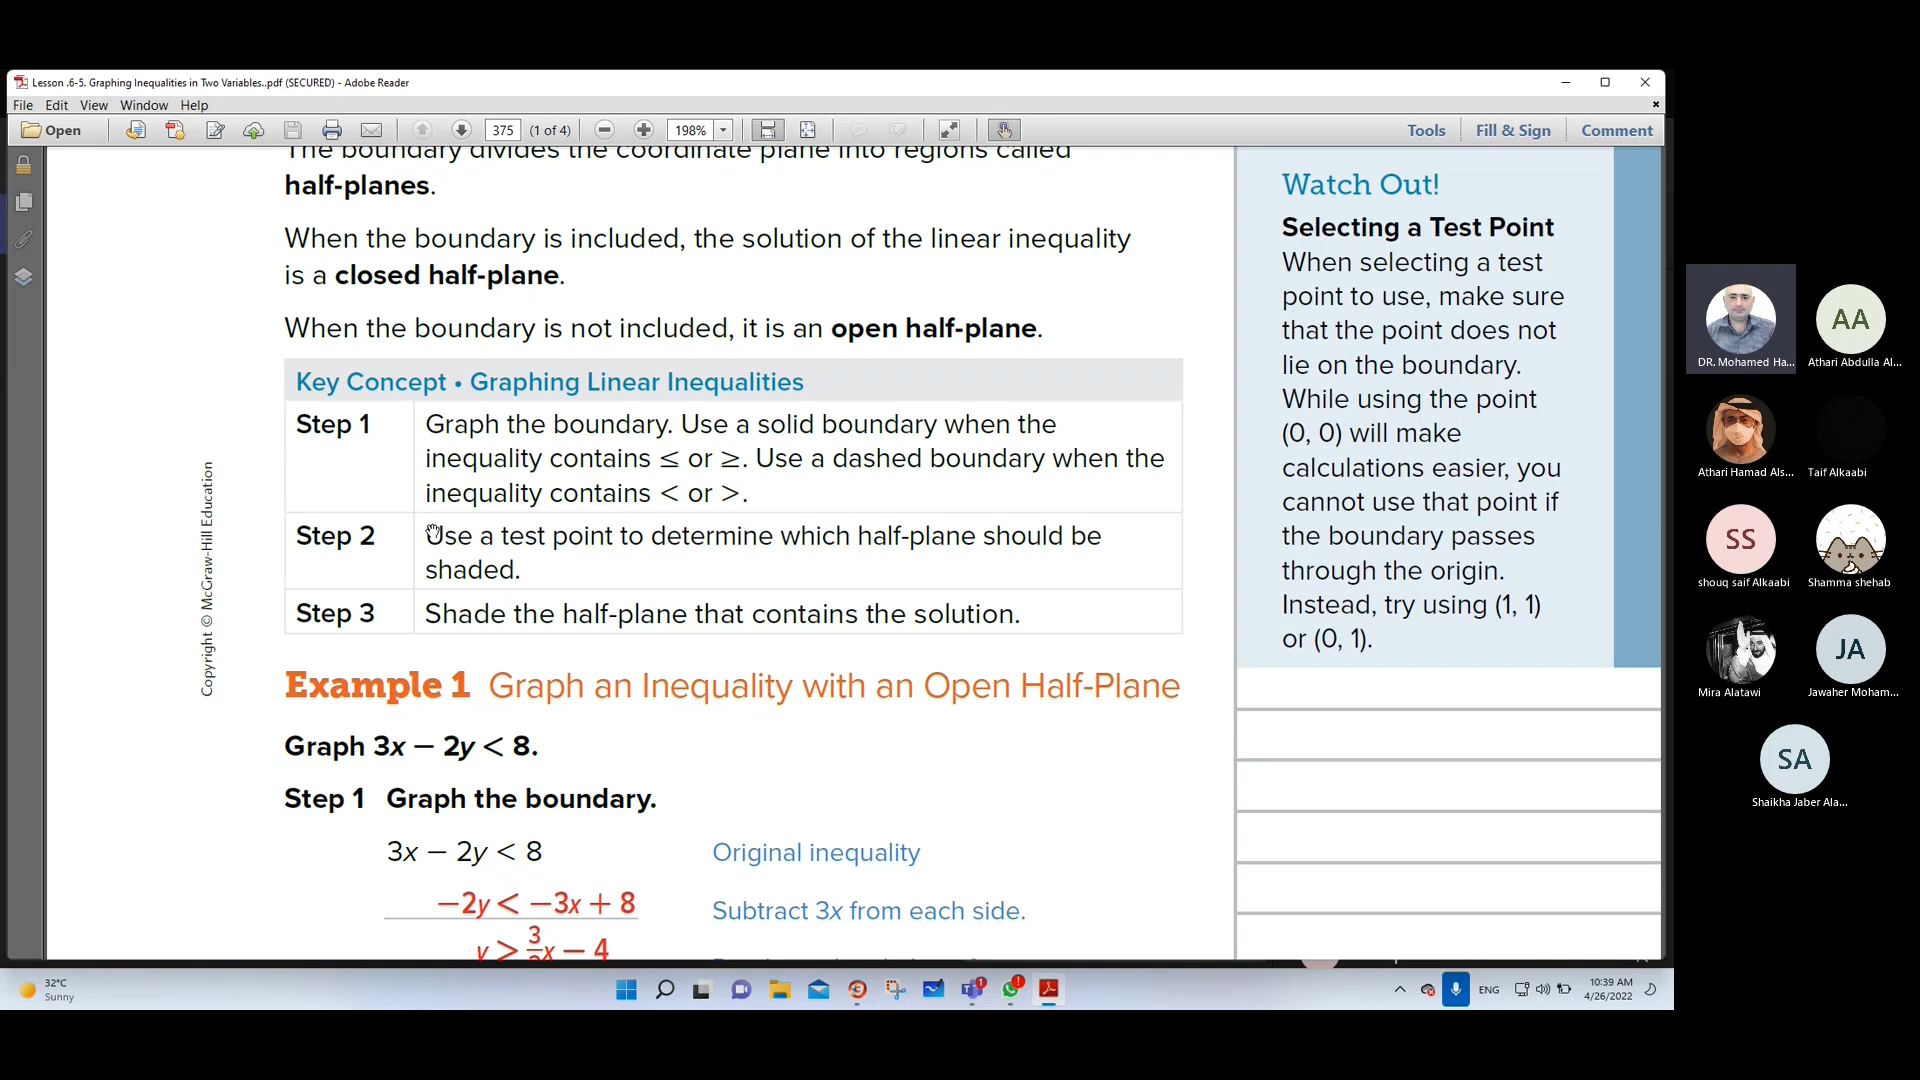 Lesson .6-5. Graphing Inequalities in Two Variables..pdf (SECURED) - Adobe Reader
File Edit View Window Help
Open 375 (1 of 4) 198% Tools Fill & Sign Comment
The boundary divides the coordinate plane into regions called
half-planes.
When the boundary is included, the solution of the linear inequality
is a closed half-plane.
When the boundary is not included, it is an open half-plane.
Key Concept • Graphing Linear Inequalities
Step 1 Graph the boundary. Use a solid boundary when the
inequality contains ≤ or ≥. Use a dashed boundary when the
inequality contains < or >.
Step 2 Use a test point to determine which half-plane should be
shaded.
Step 3 Shade the half-plane that contains the solution.
Copyright © McGraw-Hill Education
Example 1 Graph an Inequality with an Open Half-Plane
Graph 3x − 2y < 8.
Step 1 Graph the boundary.
3x − 2y < 8 Original inequality
−2y < −3x + 8 Subtract 3x from each side.
y > 3/2x − 4
Watch Out!
Selecting a Test Point
When selecting a test
point to use, make sure
that the point does not
lie on the boundary.
While using the point
(0, 0) will make
calculations easier, you
cannot use that point if
the boundary passes
through the origin.
Instead, try using (1, 1)
or (0, 1).
DR. Mohamed Ha...
AA
Athari Abdulla Al...
Athari Hamad Als...
Taif Alkaabi
SS
shouq saif Alkaabi
Shamma shehab
Mira Alatawi
JA
Jawaher Moham...
SA
Shaikha Jaber Ala...
32°C
Sunny
ENG
10:39 AM
4/26/2022